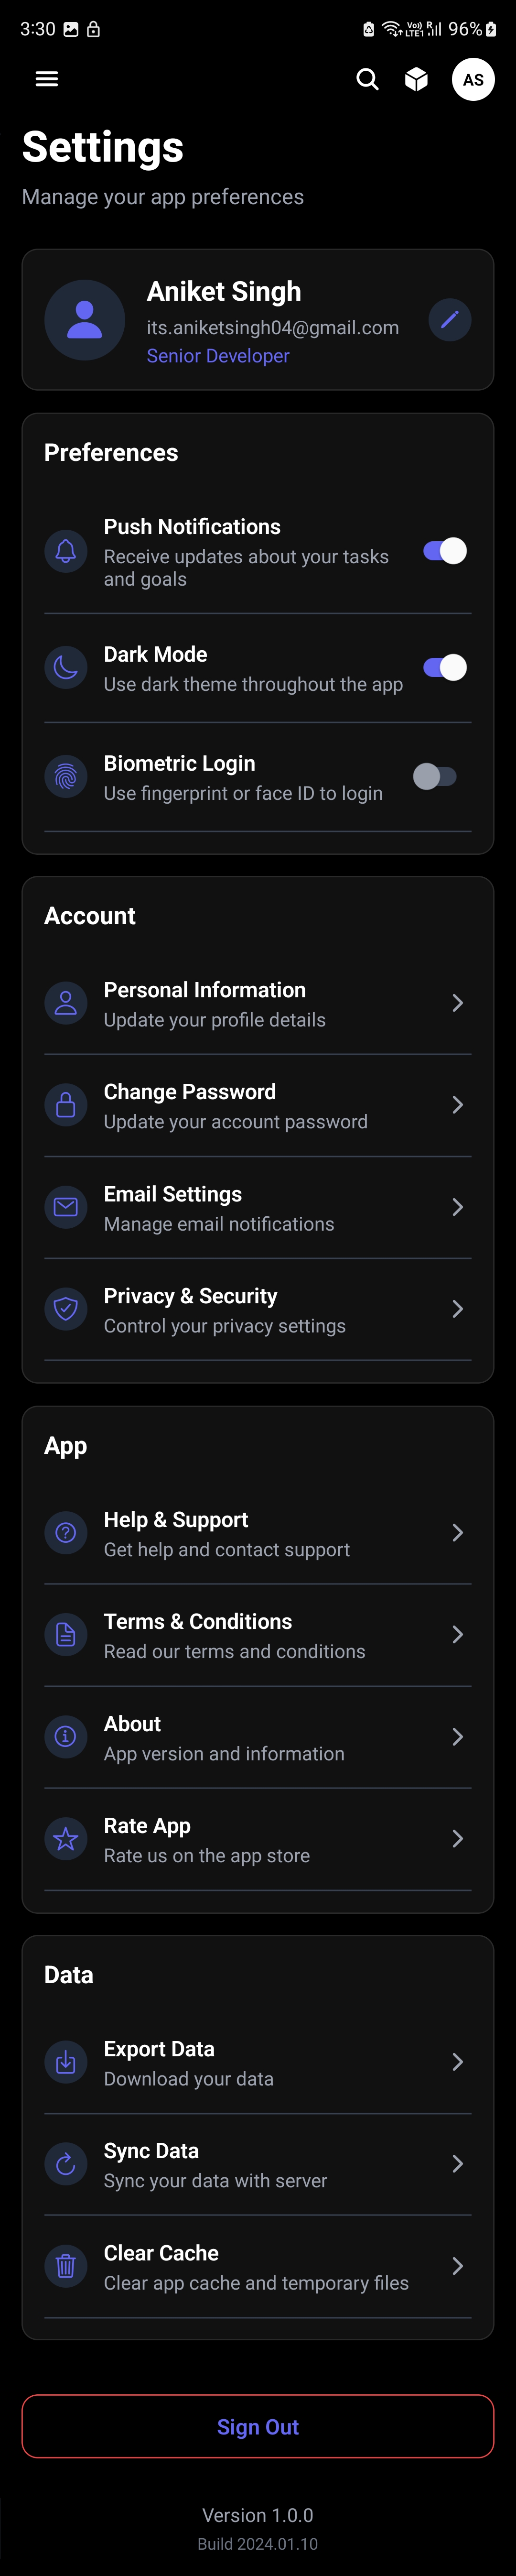 3:30
Vo)) R
LTE1 96%
AS
Settings
Manage your app preferences
Aniket Singh
its.aniketsingh04@gmail.com
Senior Developer
Preferences
Push Notifications
Receive updates about your tasks
and goals
Dark Mode
Use dark theme throughout the app
Biometric Login
Use fingerprint or face ID to login
Account
Personal Information
Update your profile details
Change Password
Update your account password
Email Settings
Manage email notifications
Privacy & Security
Control your privacy settings
App
Help & Support
Get help and contact support
Terms & Conditions
Read our terms and conditions
About
App version and information
Rate App
Rate us on the app store
Data
Export Data
Download your data
Sync Data
Sync your data with server
Clear Cache
Clear app cache and temporary files
Sign Out
Version 1.0.0
Build 2024.01.10